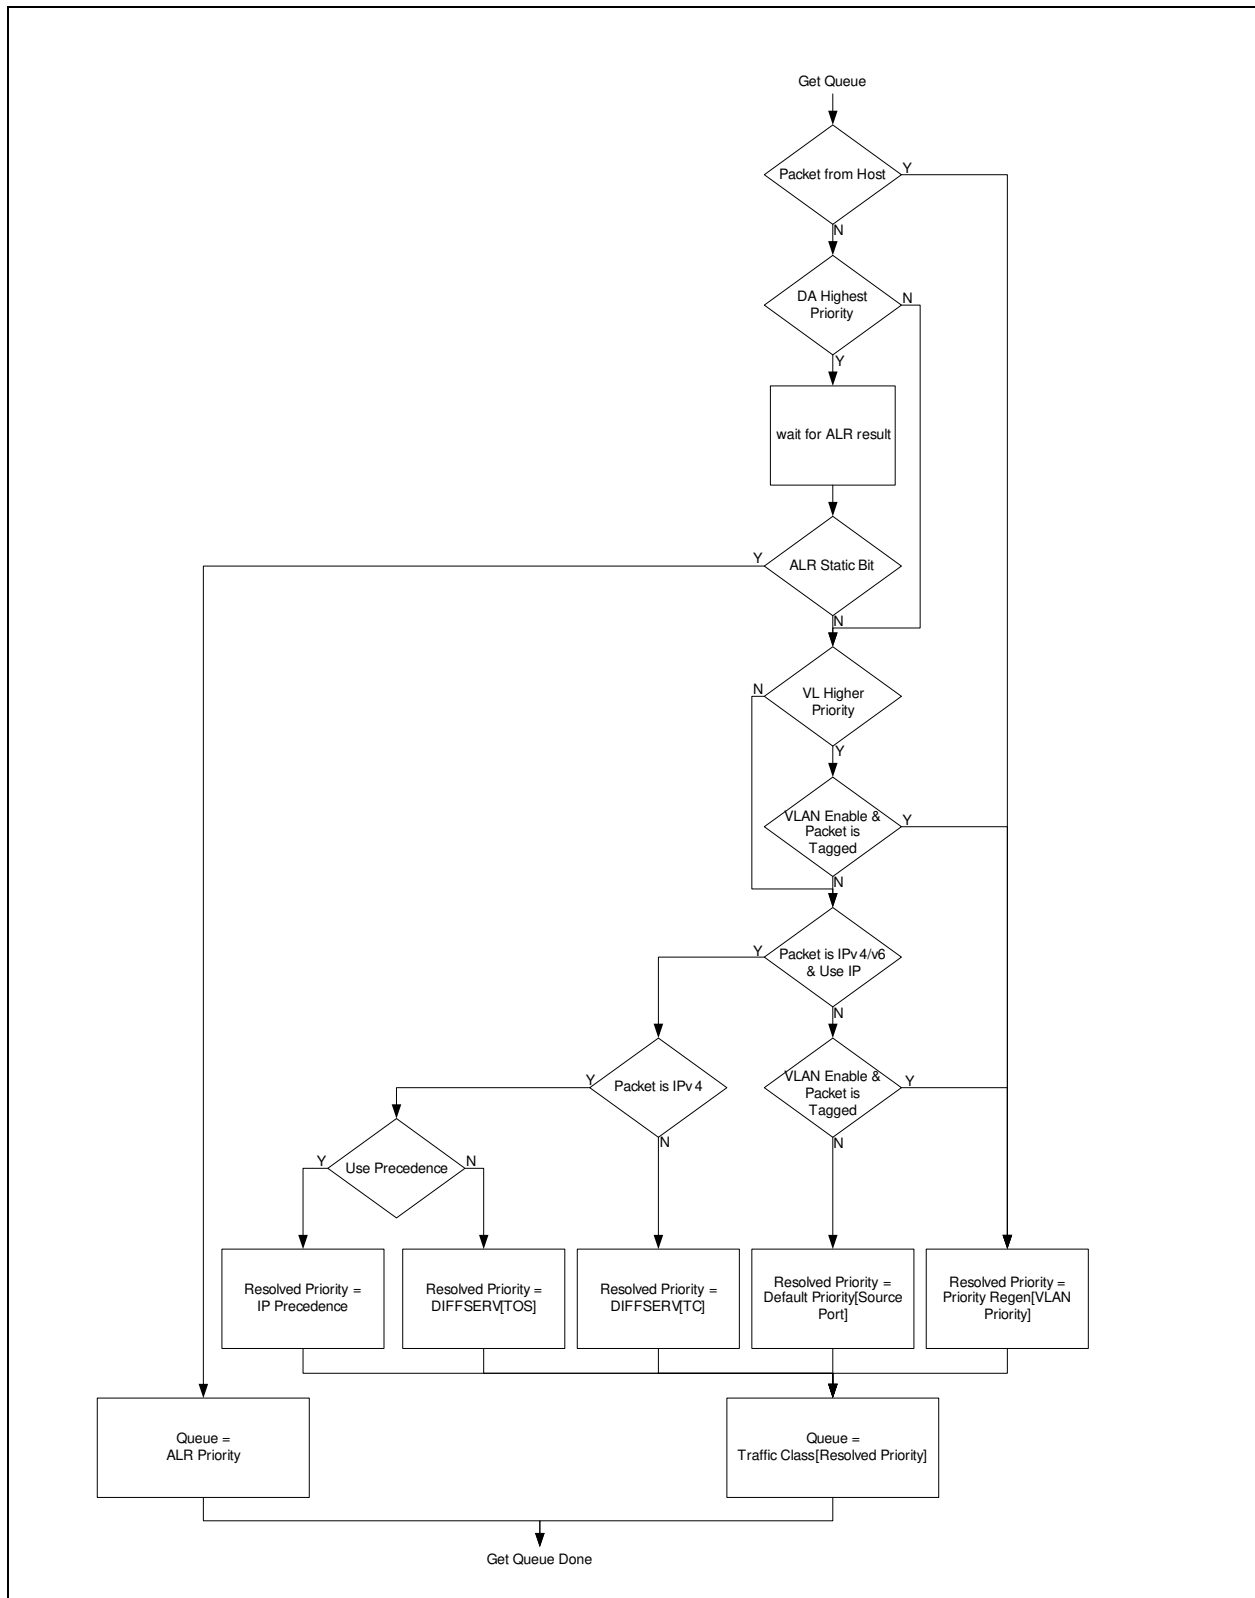 Get Queue
Packet from Host
Y
N
DA Highest
Priority
N
Y
wait for ALR result
Y
ALR Static Bit
N
N
VL Higher
Priority
Y
VLAN Enable &
Packet is
Tagged
Y
N
Y
Packet is IPv4/v6
& Use IP
N
Y
Packet is IPv4
N
VLAN Enable &
Packet is
Tagged
Y
N
Y
Use Precedence
N
Resolved Priority =
IP Precedence
Resolved Priority =
DIFFSERV[TOS]
Resolved Priority =
DIFFSERV[TC]
Resolved Priority =
Default Priority[Source
Port]
Resolved Priority =
Priority Regen[VLAN
Priority]
Queue =
ALR Priority
Queue =
Traffic Class[Resolved Priority]
Get Queue Done